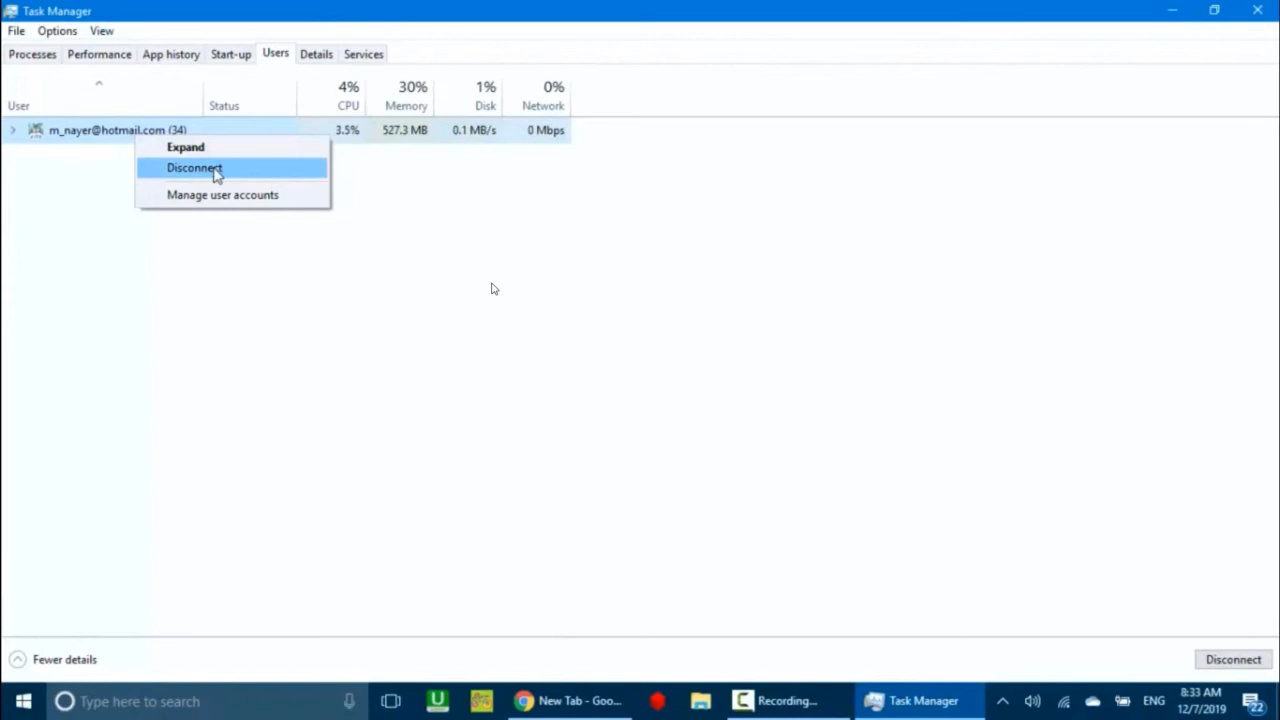 Task Manager
File Options View
Processes Performance App history Start-up Users Details Services
4% 30% 1% 0%
User Status CPU Memory Disk Network
m_nayer@hotmail.com (34) 3.5% 527.3 MB 0.1 MB/s 0 Mbps
Expand
Disconnect
Manage user accounts
Fewer details Disconnect
Type here to search New Tab - Goo... Recording... Task Manager ENG 8:33 AM
12/7/2019 22